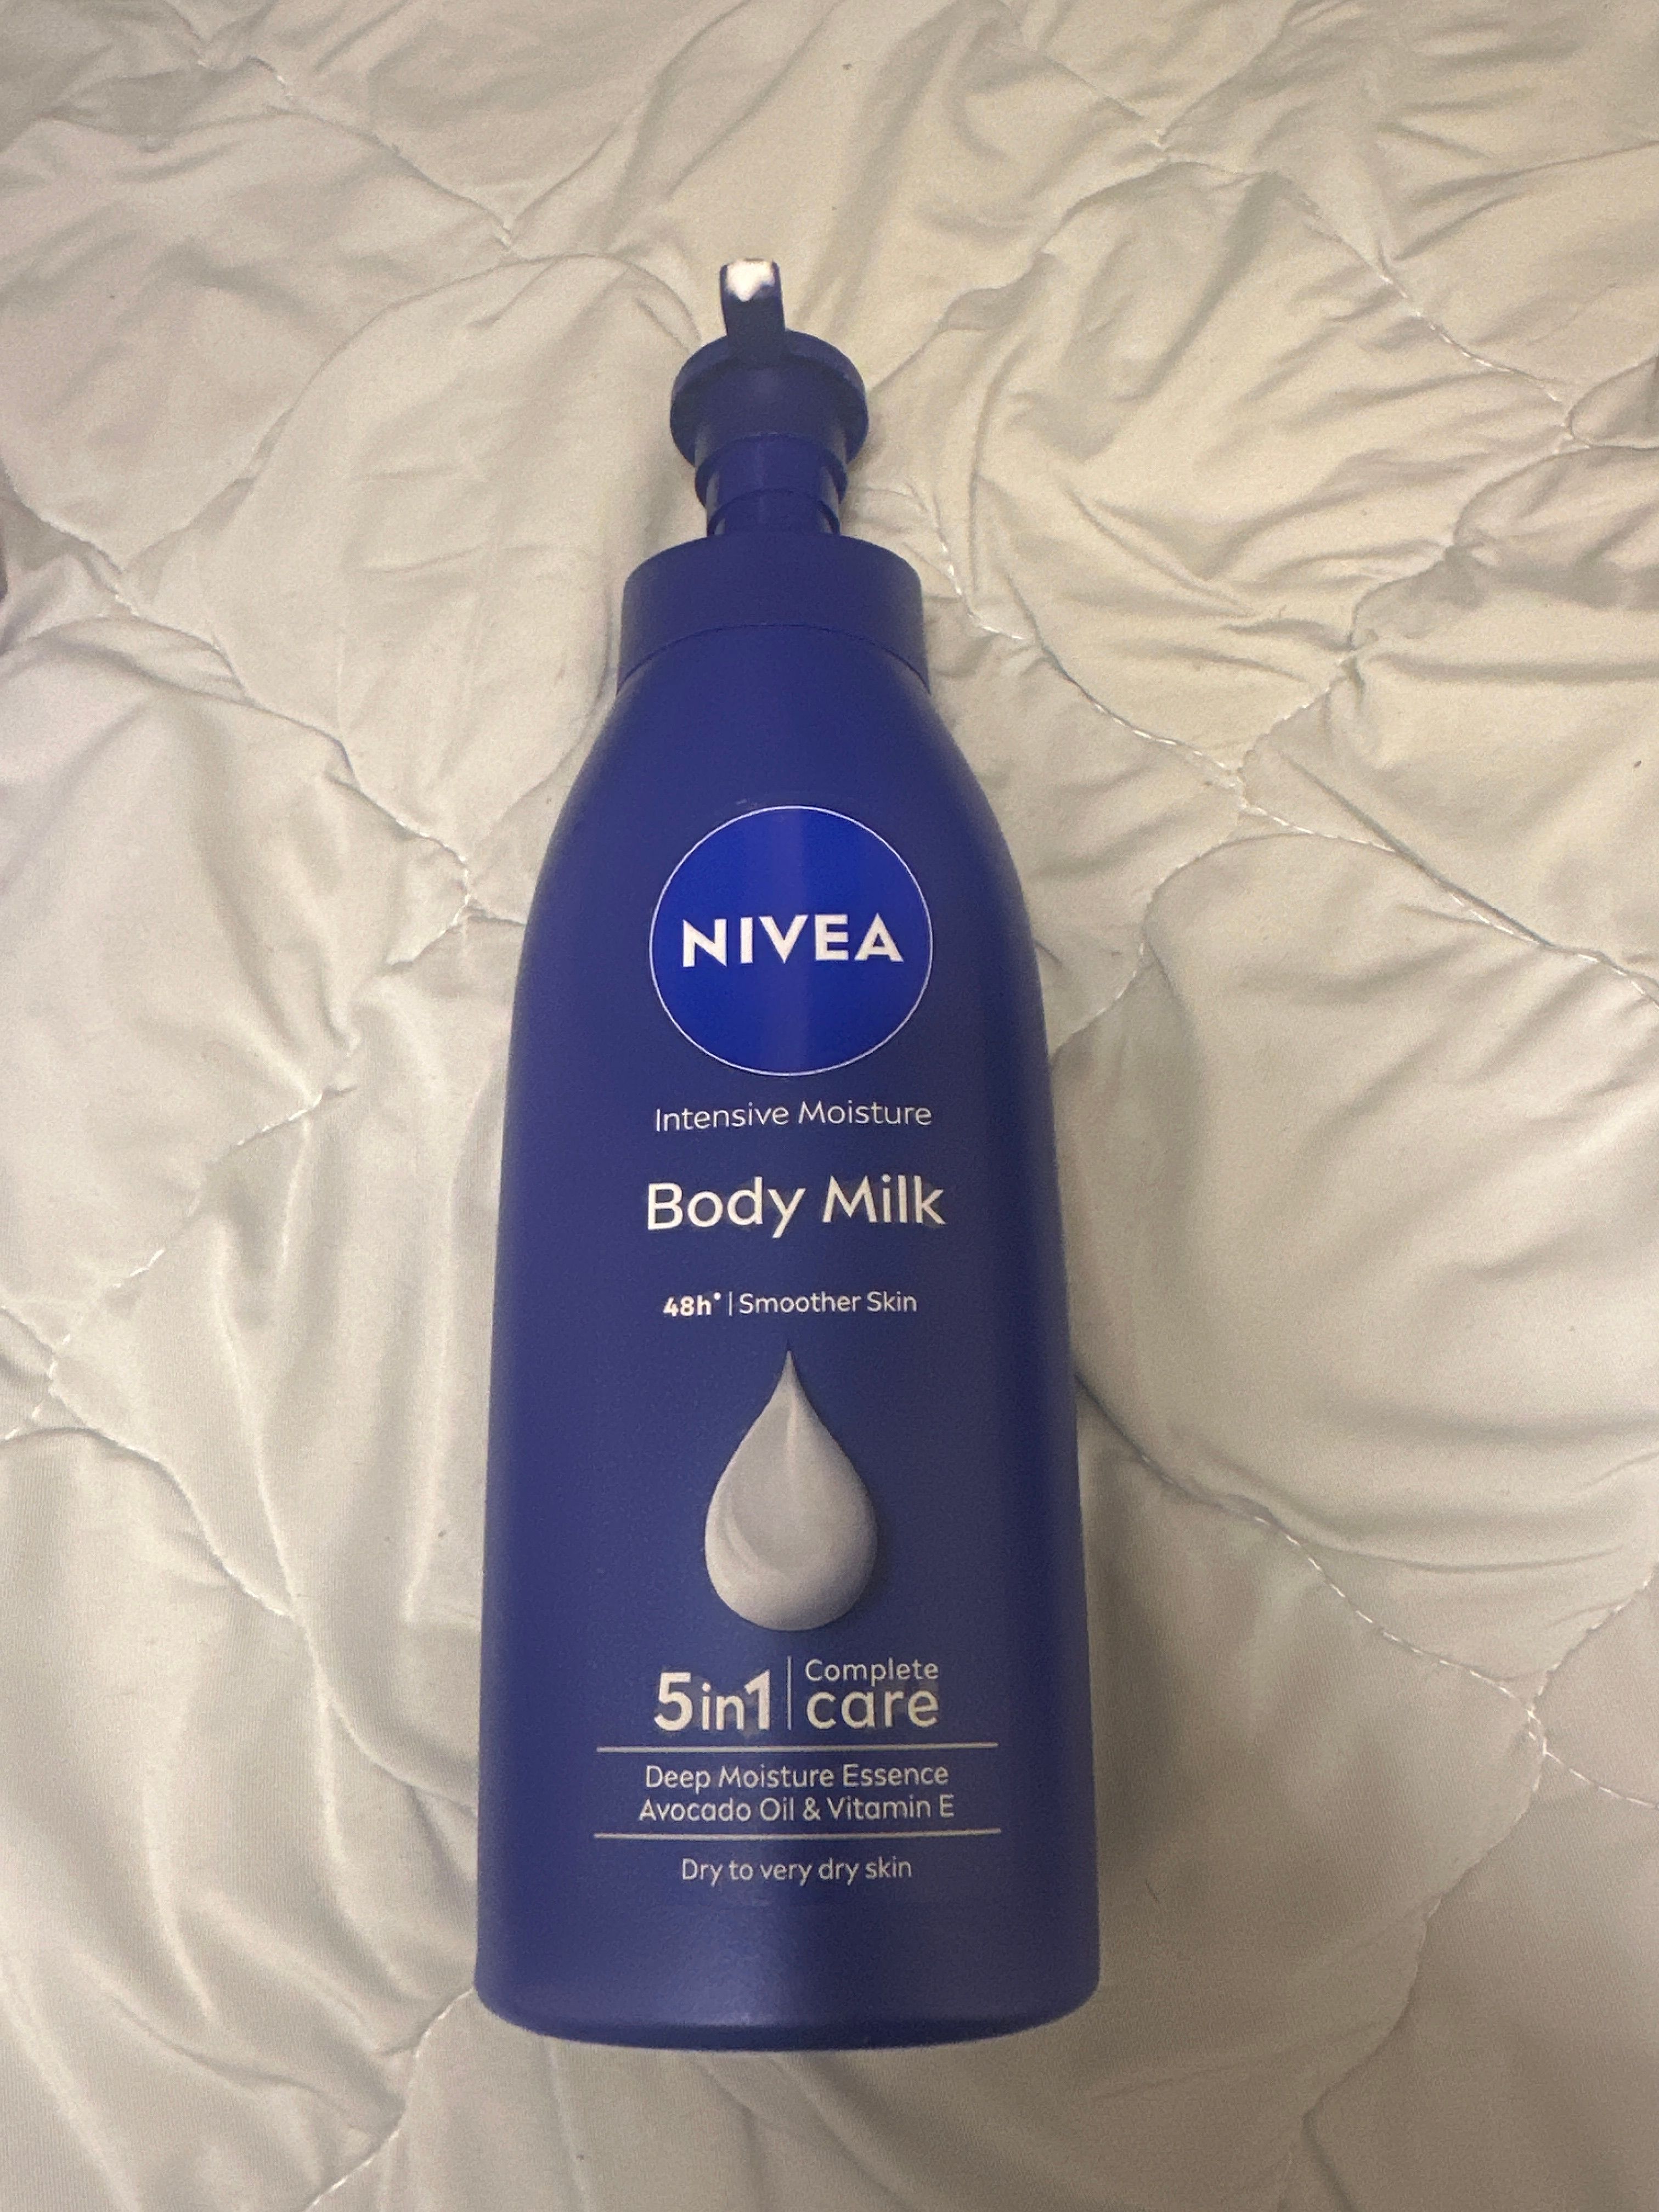 NIVEA
Intensive Moisture
Body Milk
48h* | Smoother Skin
5in1 | Complete care
Deep Moisture Essence
Avocado Oil & Vitamin E
Dry to very dry skin